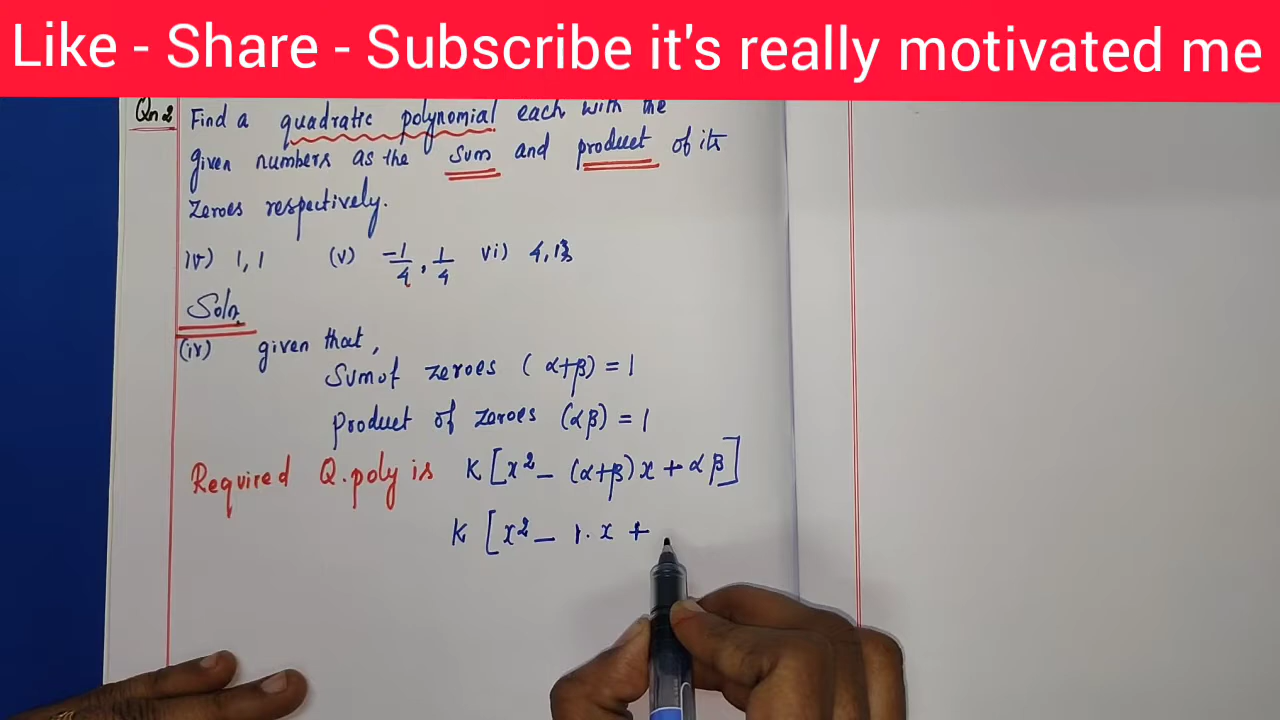 Like - Share - Subscribe it's really motivated me
Qn 2 Find a quadratic polynomial each with the
given numbers as the sum and product of its
zeroes respectively.
iv) 1, 1 (v) -1/4, 1/4 vi) 4, 1
Soln
(iv) given that,
Sum of zeroes (α+β) = 1
product of zeroes (αβ) = 1
Required Q.poly is K[x² - (α+β)x + αβ]
K [x² - 1.x +